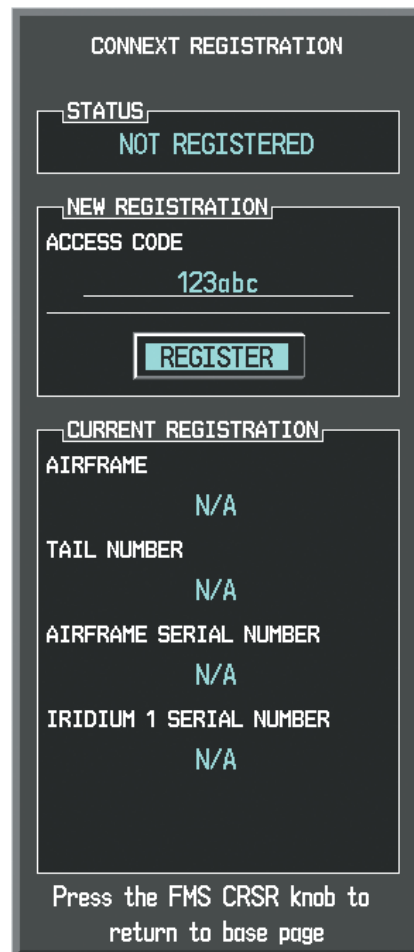 CONNEXT REGISTRATION
STATUS
NOT REGISTERED
NEW REGISTRATION
ACCESS CODE
123abc
REGISTER
CURRENT REGISTRATION
AIRFRAME
N/A
TAIL NUMBER
N/A
AIRFRAME SERIAL NUMBER
N/A
IRIDIUM 1 SERIAL NUMBER
N/A
Press the FMS CRSR knob to
return to base page